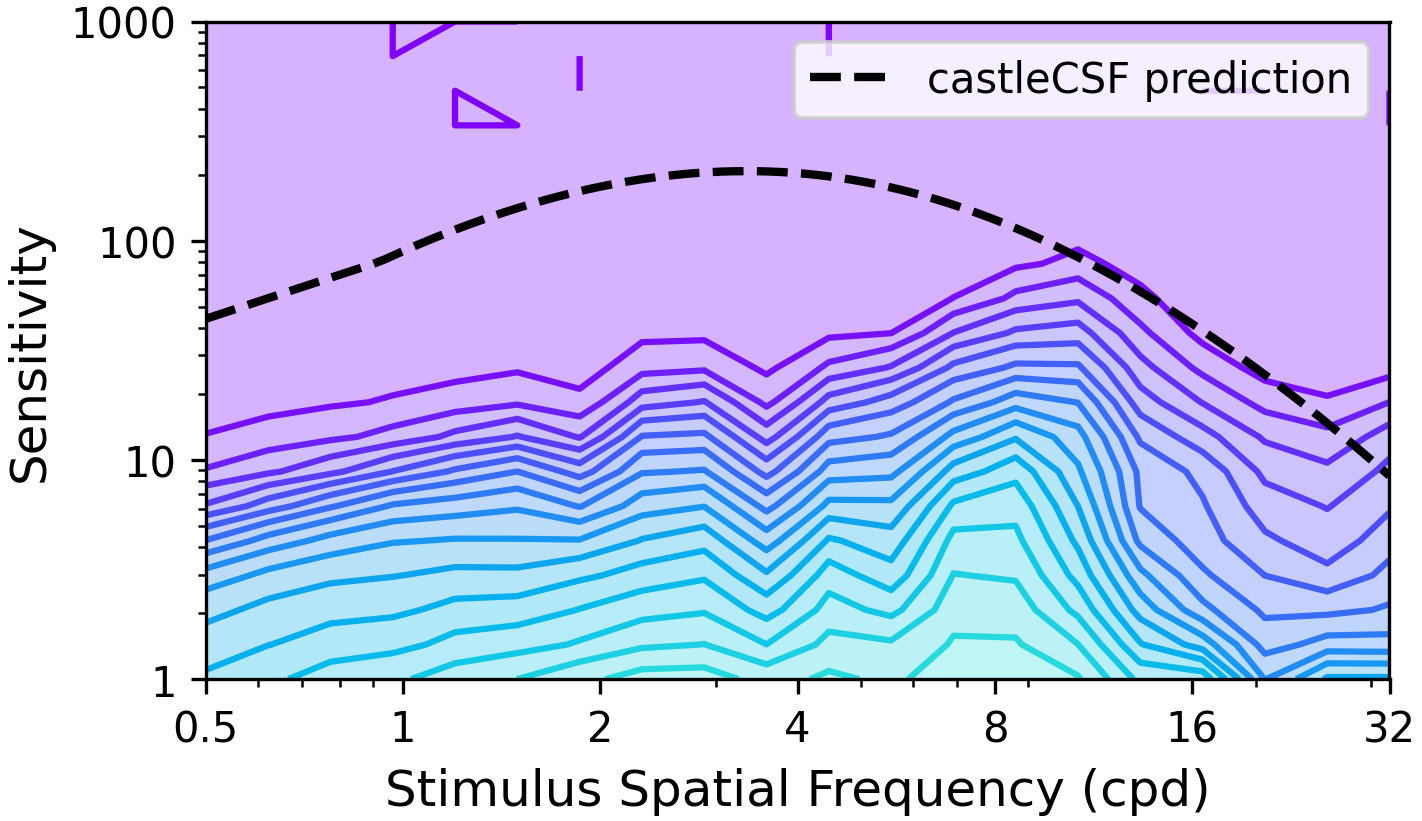 1000
castleCSF prediction
100
10
1
Sensitivity
0.5 1 2 4 8 16 32
Stimulus Spatial Frequency (cpd)